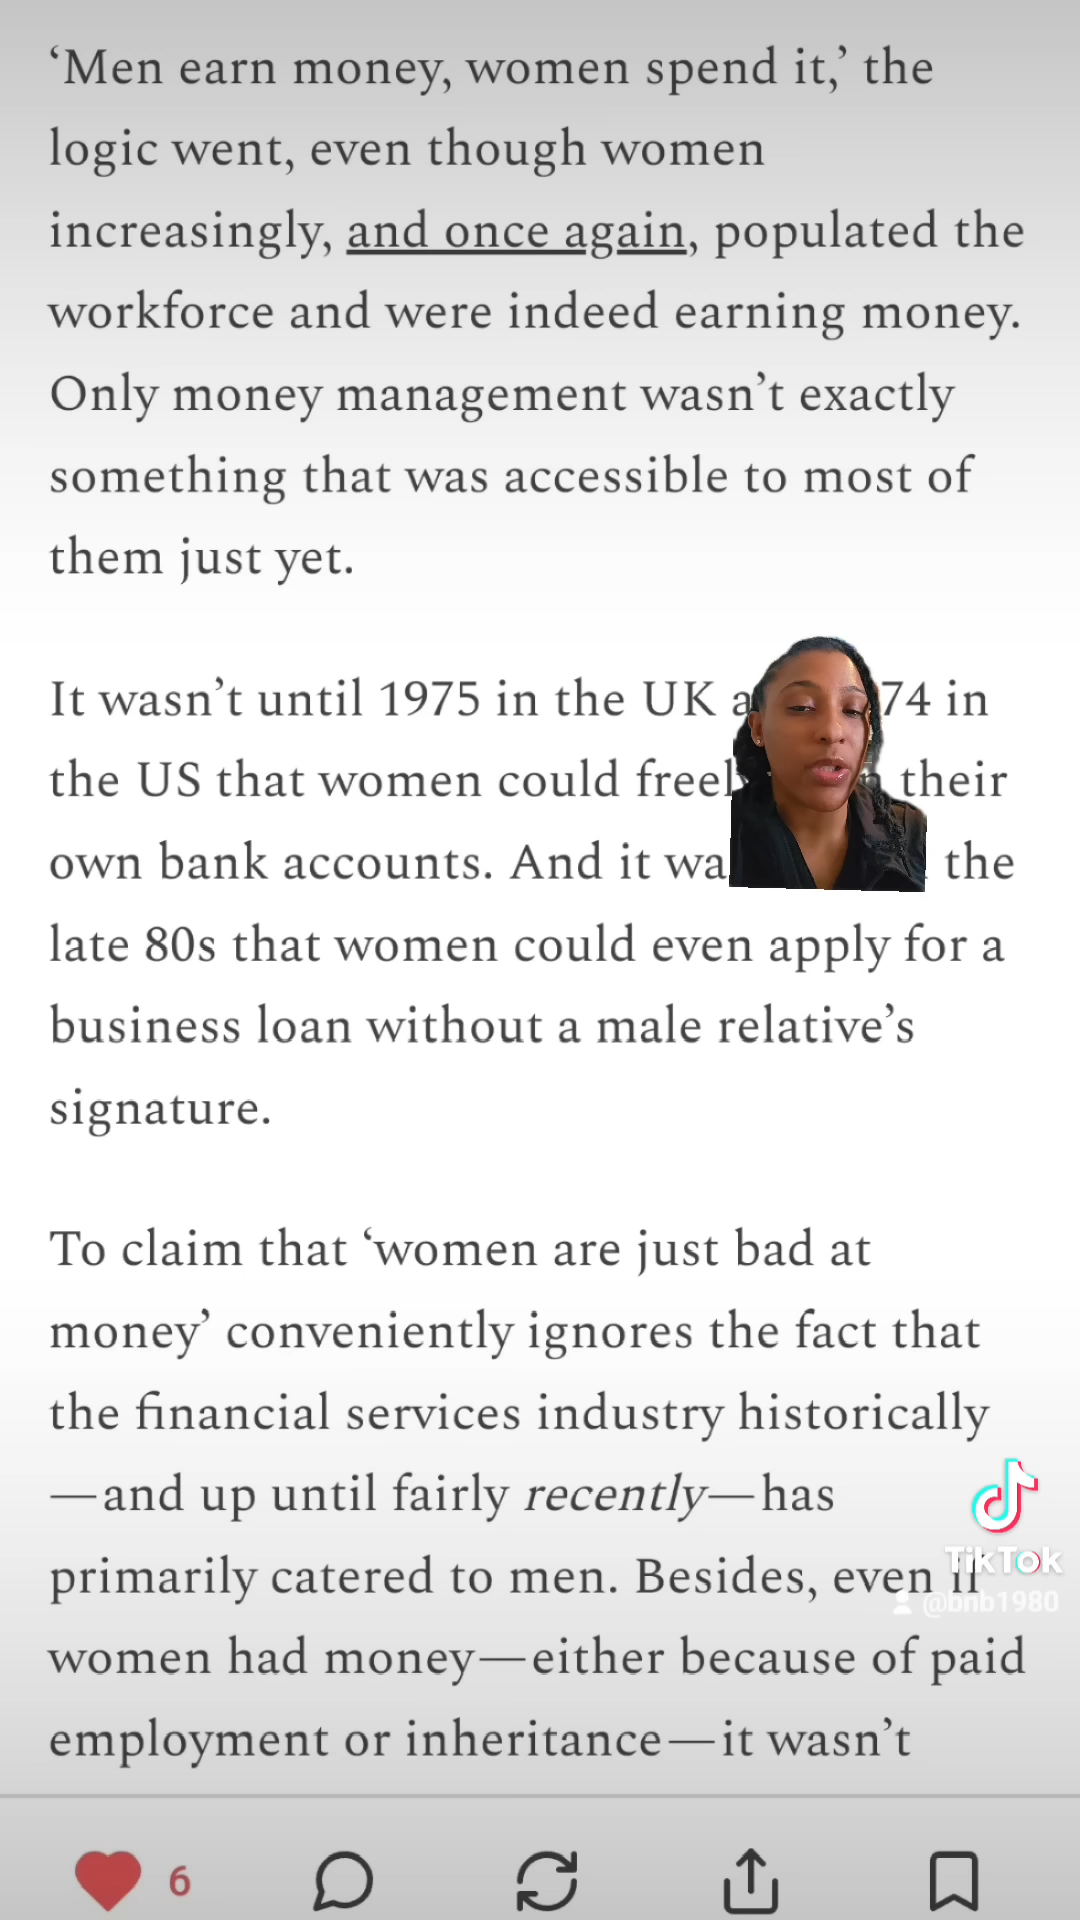 ‘Men earn money, women spend it,’ the
logic went, even though women
increasingly, and once again, populated the
workforce and were indeed earning money.
Only money management wasn’t exactly
something that was accessible to most of
them just yet.
It wasn’t until 1975 in the UK a 74 in
the US that women could freel their
own bank accounts. And it wa the
late 80s that women could even apply for a
business loan without a male relative’s
signature.
To claim that ‘women are just bad at
money’ conveniently ignores the fact that
the financial services industry historically
—and up until fairly recently—has
primarily catered to men. Besides, even if
women had money—either because of paid
employment or inheritance—it wasn’t
TikTok
@bnb1980
6